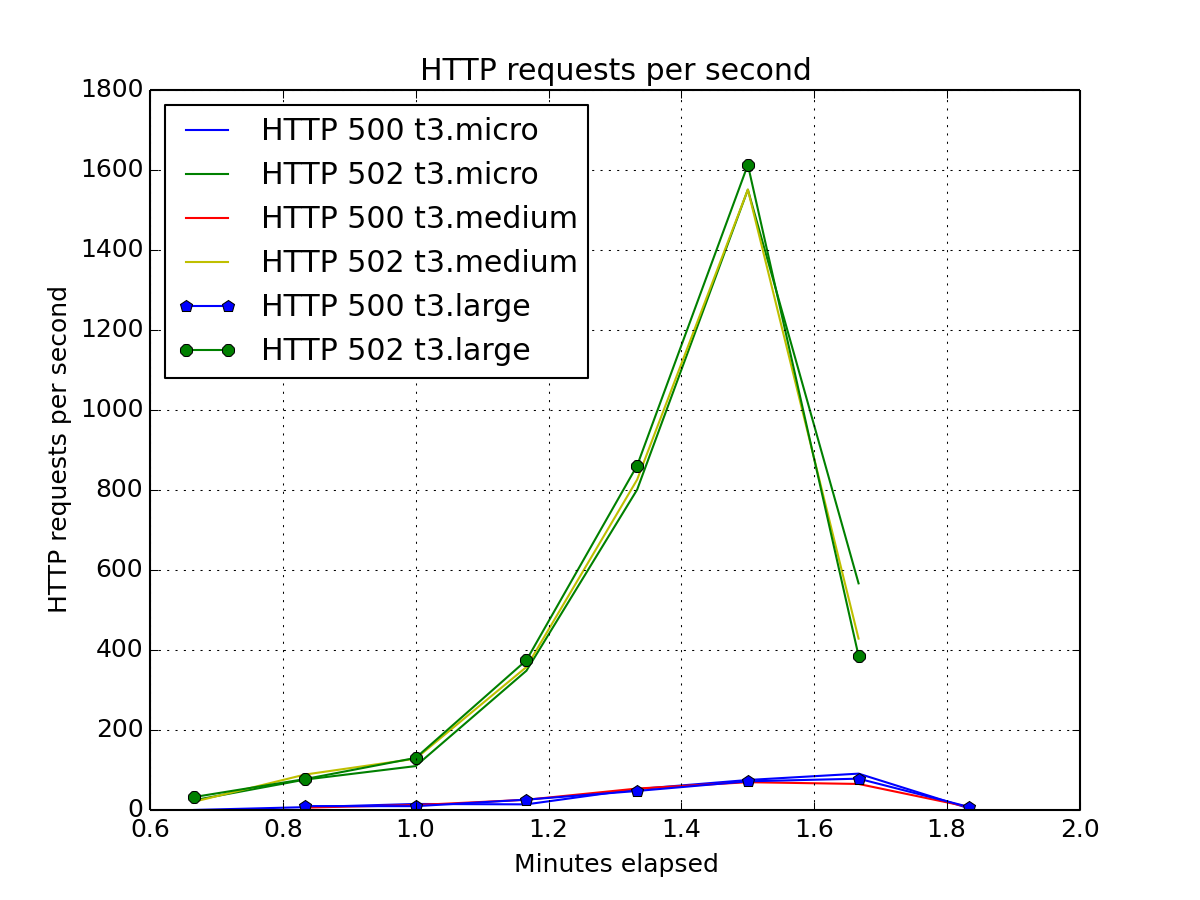 HTTP requests per second
1800
1600
1400
1200
1000
800
600
400
200
0
HTTP requests per second
HTTP 500 t3.micro
HTTP 502 t3.micro
HTTP 500 t3.medium
HTTP 502 t3.medium
HTTP 500 t3.large
HTTP 502 t3.large
0.6 0.8 1.0 1.2 1.4 1.6 1.8 2.0
Minutes elapsed